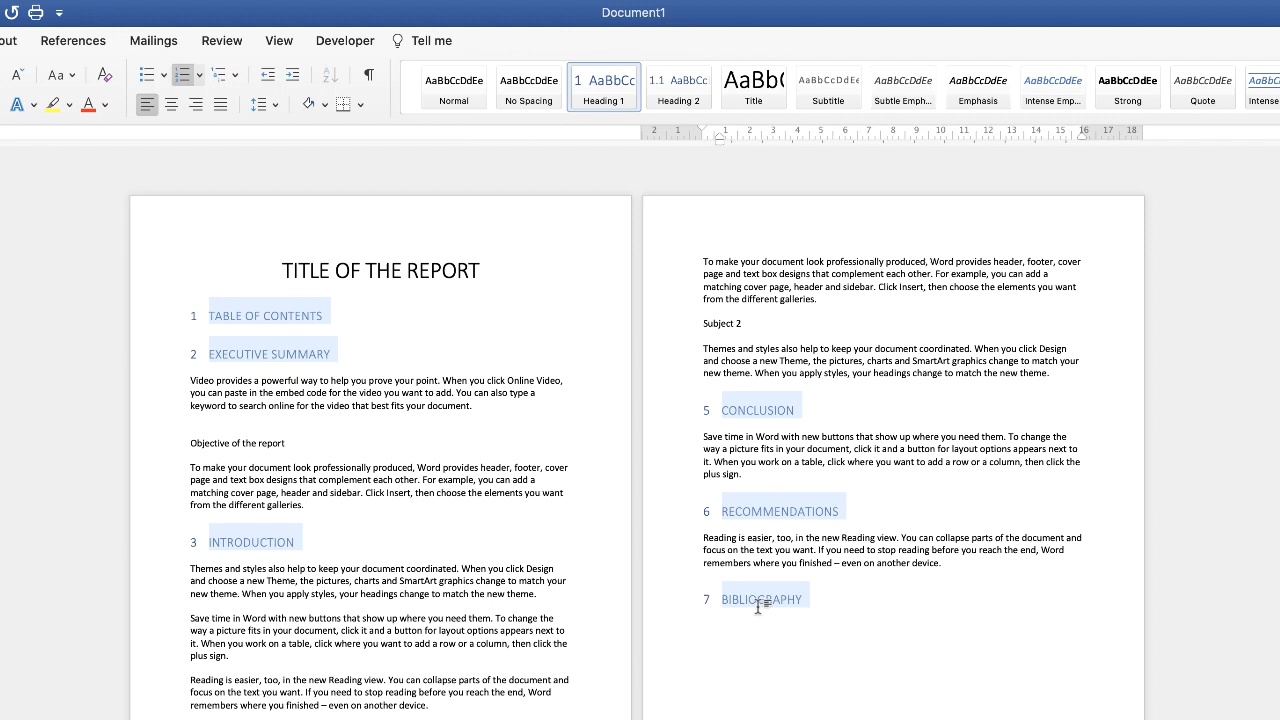 Document1
out References Mailings Review View Developer Tell me
A Aa A
AaBbCcDdEe AaBbCcDdEe 1 AaBbCc 1.1 AaBbCc AaBb( AaBbCcDdEe AaBbCcDdEe AaBbCcDdEe AaBbCcDdEe AaBbCcDdEe AaBbCcDdEe AaBbC
Normal No Spacing Heading 1 Heading 2 Title Subtitle Subtle Emph... Emphasis Intense Emp... Strong Quote Intense
A A
2 1 1 2 3 4 5 6 7 8 9 10 11 12 13 14 15 16 17 18
TITLE OF THE REPORT
1 TABLE OF CONTENTS
2 EXECUTIVE SUMMARY
Video provides a powerful way to help you prove your point. When you click Online Video,
you can paste in the embed code for the video you want to add. You can also type a
keyword to search online for the video that best fits your document.
Objective of the report
To make your document look professionally produced, Word provides header, footer, cover
page and text box designs that complement each other. For example, you can add a
matching cover page, header and sidebar. Click Insert, then choose the elements you want
from the different galleries.
3 INTRODUCTION
Themes and styles also help to keep your document coordinated. When you click Design
and choose a new Theme, the pictures, charts and SmartArt graphics change to match your
new theme. When you apply styles, your headings change to match the new theme.
Save time in Word with new buttons that show up where you need them. To change the
way a picture fits in your document, click it and a button for layout options appears next to
it. When you work on a table, click where you want to add a row or a column, then click the
plus sign.
Reading is easier, too, in the new Reading view. You can collapse parts of the document and
focus on the text you want. If you need to stop reading before you reach the end, Word
remembers where you finished – even on another device.
To make your document look professionally produced, Word provides header, footer, cover
page and text box designs that complement each other. For example, you can add a
matching cover page, header and sidebar. Click Insert, then choose the elements you want
from the different galleries.
Subject 2
Themes and styles also help to keep your document coordinated. When you click Design
and choose a new Theme, the pictures, charts and SmartArt graphics change to match your
new theme. When you apply styles, your headings change to match the new theme.
5 CONCLUSION
Save time in Word with new buttons that show up where you need them. To change the
way a picture fits in your document, click it and a button for layout options appears next to
it. When you work on a table, click where you want to add a row or a column, then click the
plus sign.
6 RECOMMENDATIONS
Reading is easier, too, in the new Reading view. You can collapse parts of the document and
focus on the text you want. If you need to stop reading before you reach the end, Word
remembers where you finished – even on another device.
7 BIBLIOGRAPHY